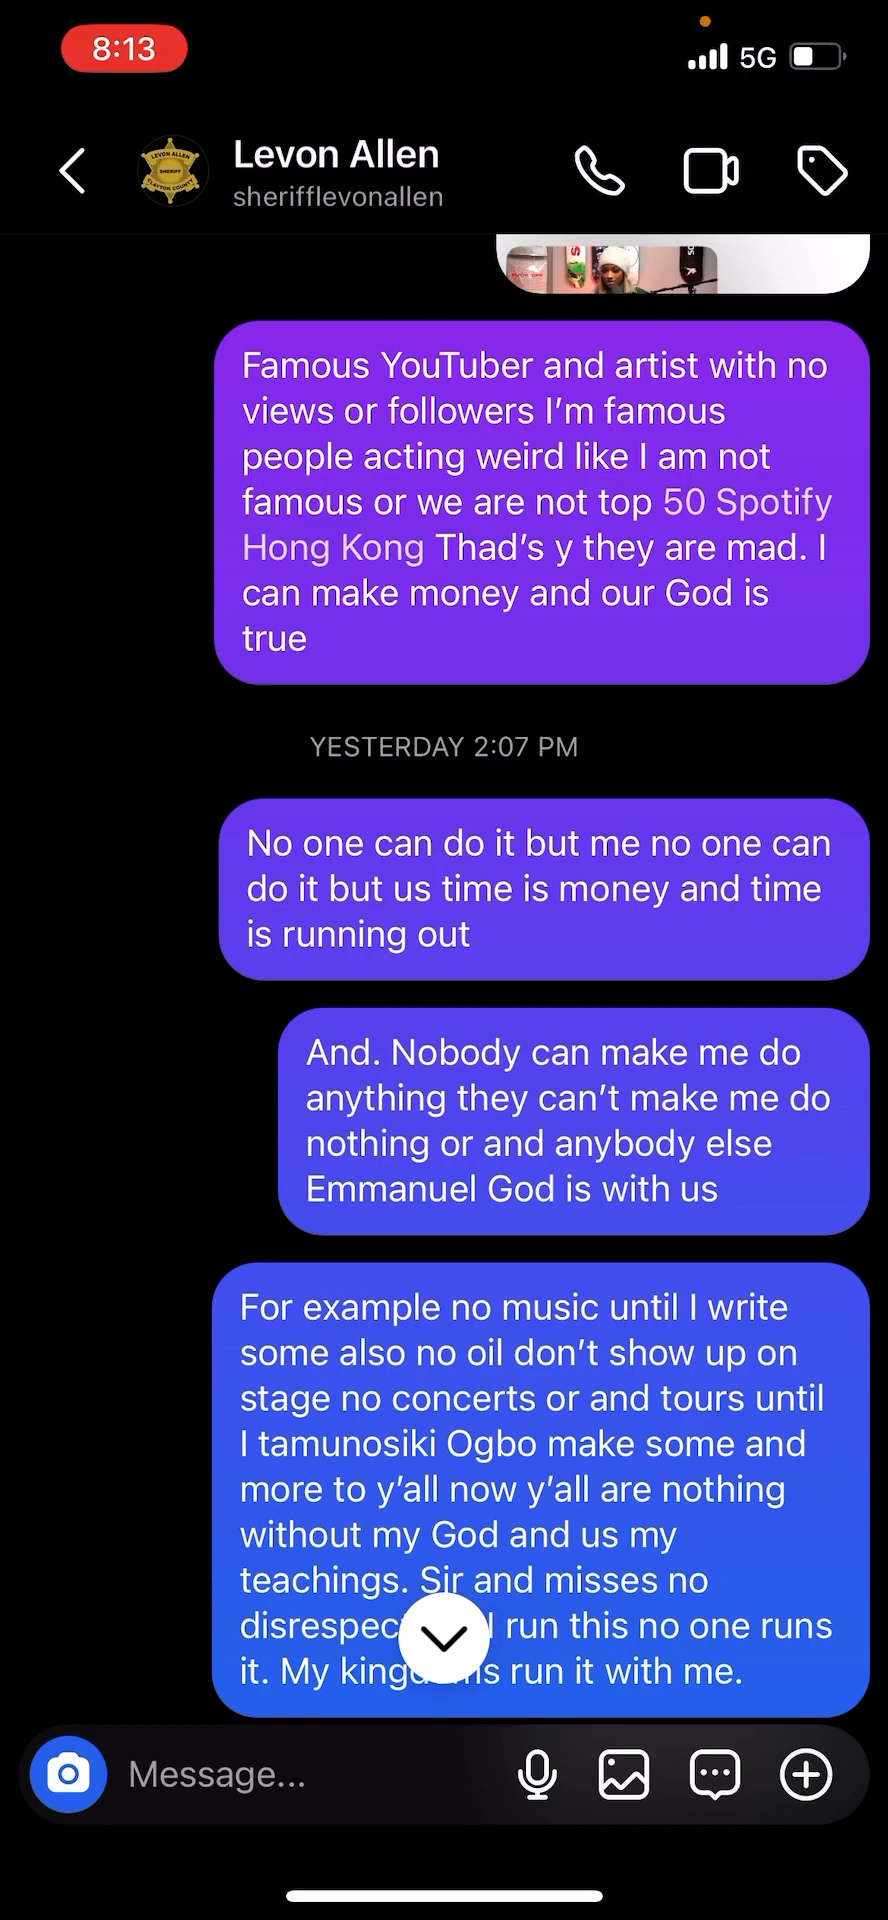 8:13
5G
Levon Allen
sherifflevonallen
LEVON ALLEN
SHERIFF
CLAYTON COUNTY
Famous YouTuber and artist with no
views or followers I'm famous
people acting weird like I am not
famous or we are not top 50 Spotify
Hong Kong Thad's y they are mad. I
can make money and our God is
true
YESTERDAY 2:07 PM
No one can do it but me no one can
do it but us time is money and time
is running out
And. Nobody can make me do
anything they can't make me do
nothing or and anybody else
Emmanuel God is with us
For example no music until I write
some also no oil don't show up on
stage no concerts or and tours until
I tamunosiki Ogbo make some and
more to y'all now y'all are nothing
without my God and us my
teachings. Sir and misses no
disrespec I run this no one runs
it. My king s run it with me.
Message...